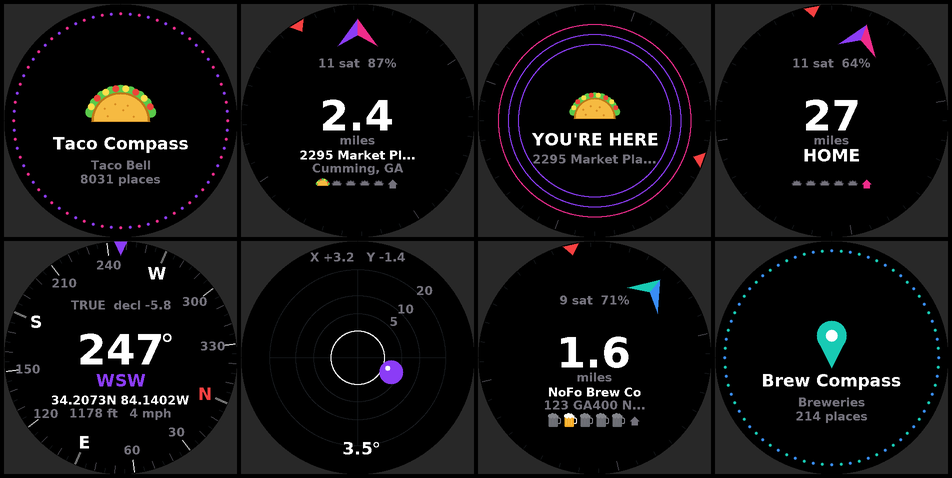 Taco Compass
Taco Bell
8031 places
11 sat 87%
2.4
miles
2295 Market Pl...
Cumming, GA
YOU'RE HERE
2295 Market Pla...
11 sat 64%
27
miles
HOME
240
W
210
300
TRUE decl -5.8
S
330
247°
WSW
150
34.2073N 84.1402W
N
120
1178 ft 4 mph
E
30
60
X +3.2 Y -1.4
20
10
5
3.5°
9 sat 71%
1.6
miles
NoFo Brew Co
123 GA400 N...
Brew Compass
Breweries
214 places